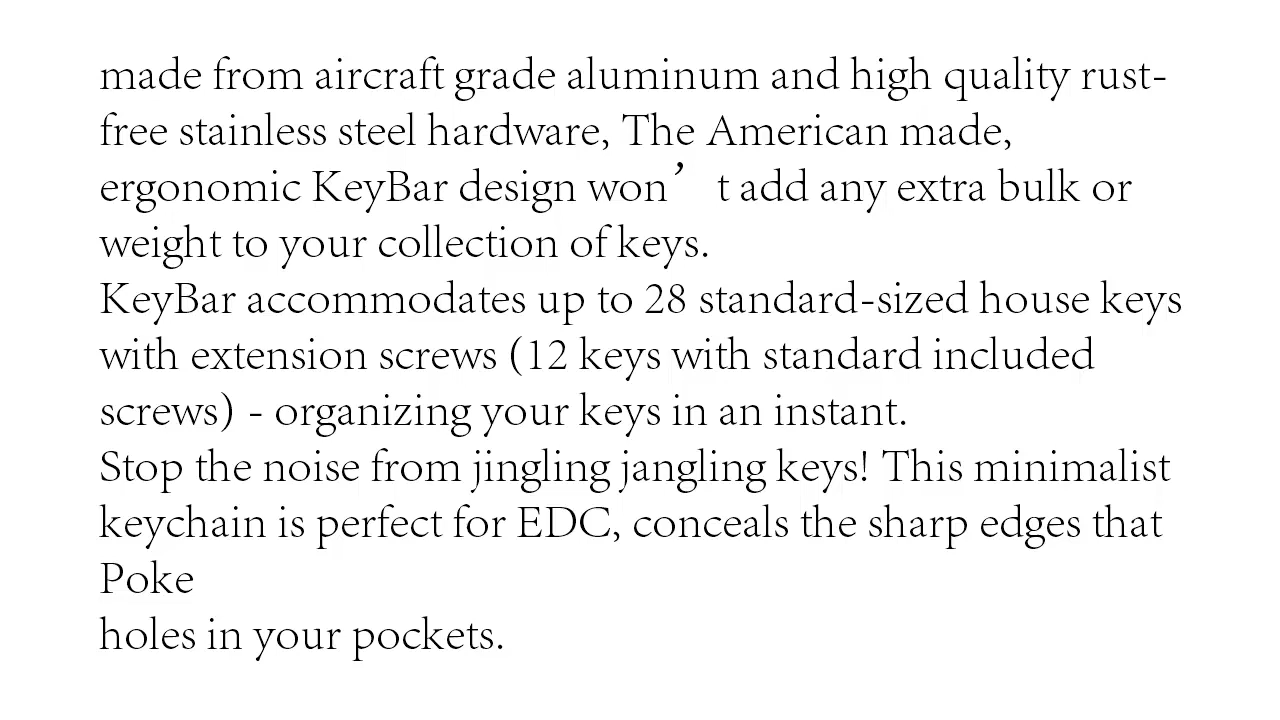 made from aircraft grade aluminum and high quality rust-
free stainless steel hardware, The American made,
ergonomic KeyBar design won’ t add any extra bulk or
weight to your collection of keys.
KeyBar accommodates up to 28 standard-sized house keys
with extension screws (12 keys with standard included
screws) - organizing your keys in an instant.
Stop the noise from jingling jangling keys! This minimalist
keychain is perfect for EDC, conceals the sharp edges that
Poke
holes in your pockets.